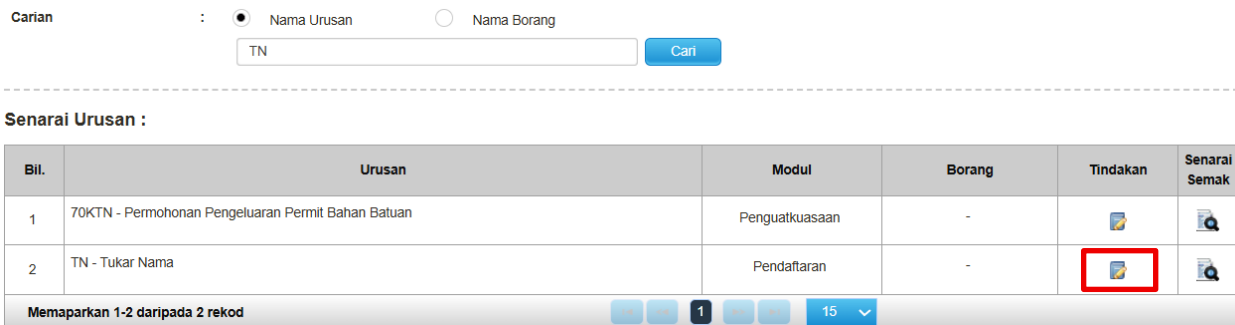 Carian : Nama Urusan Nama Borang
TN Cari
Senarai Urusan :
Bil. Urusan Modul Borang Tindakan Senarai Semak
1 70KTN - Permohonan Pengeluaran Permit Bahan Batuan Penguatkuasaan -
2 TN - Tukar Nama Pendaftaran -
Memaparkan 1-2 daripada 2 rekod 1 15